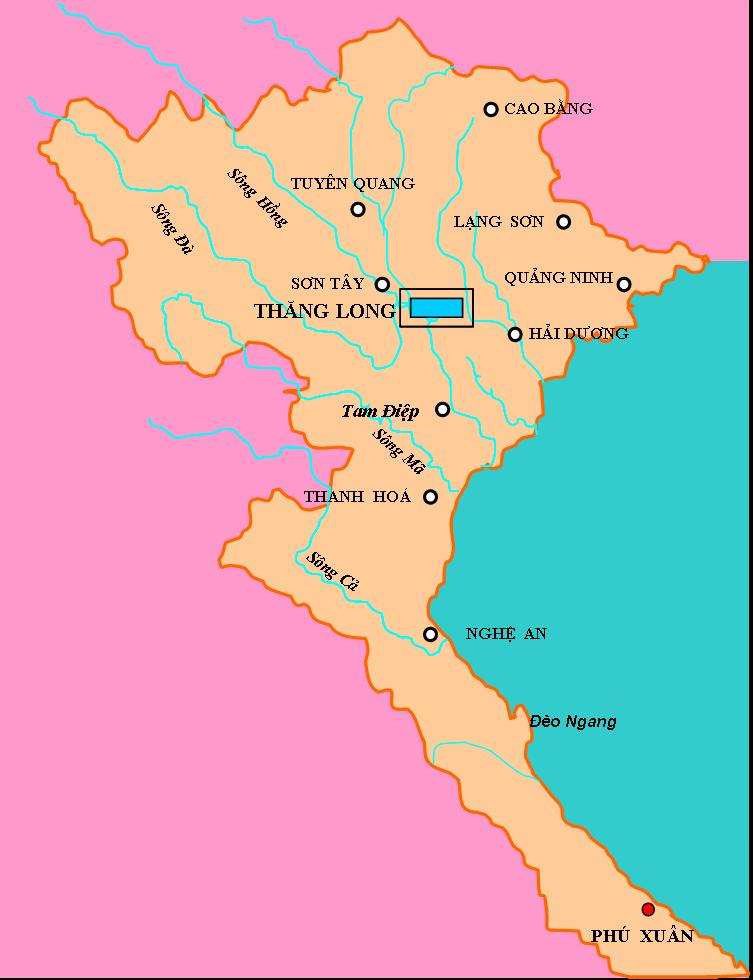 CAO BẰNG
TUYÊN QUANG
Sông Hồng
Sông Đà
LẠNG SƠN
SƠN TÂY
QUẢNG NINH
THĂNG LONG
HẢI DƯƠNG
Tam Điệp
Sông Mã
THANH HOÁ
Sông Cả
NGHỆ AN
Đèo Ngang
PHÚ XUÂN